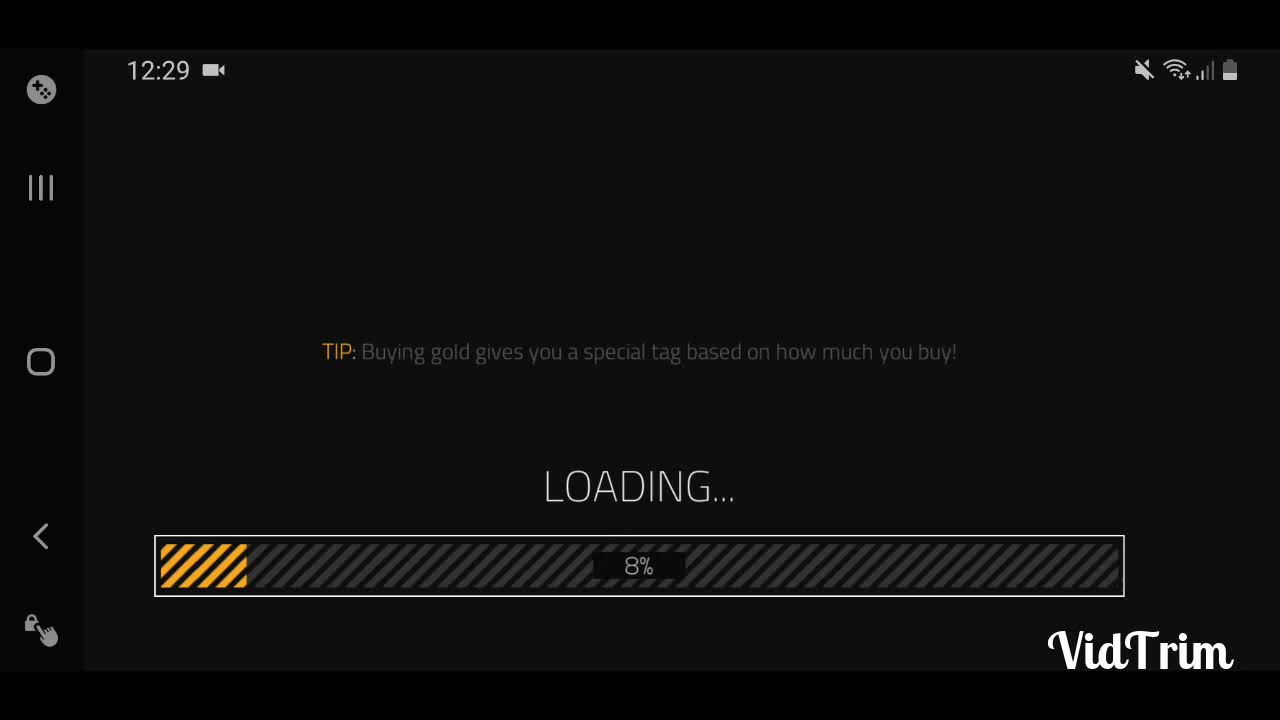 12:29
TIP: Buying gold gives you a special tag based on how much you buy!
LOADING...
8%
VidTrim